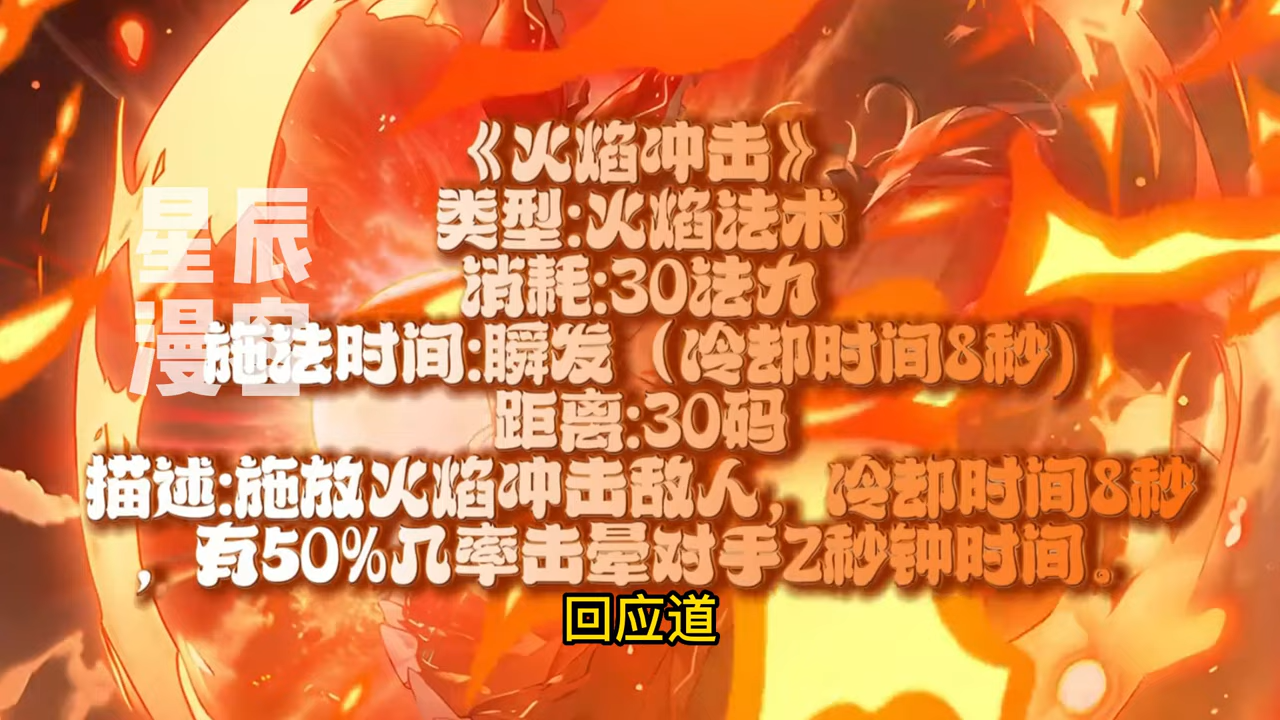 《火焰冲击》
类型:火焰法术
消耗:30法力
施法时间:瞬发（冷却时间8秒)
距离:30码
描述:施放火焰冲击敌人，冷却时间8秒
，有50%几率击晕对手2秒钟时间。
回应道
星辰
漫